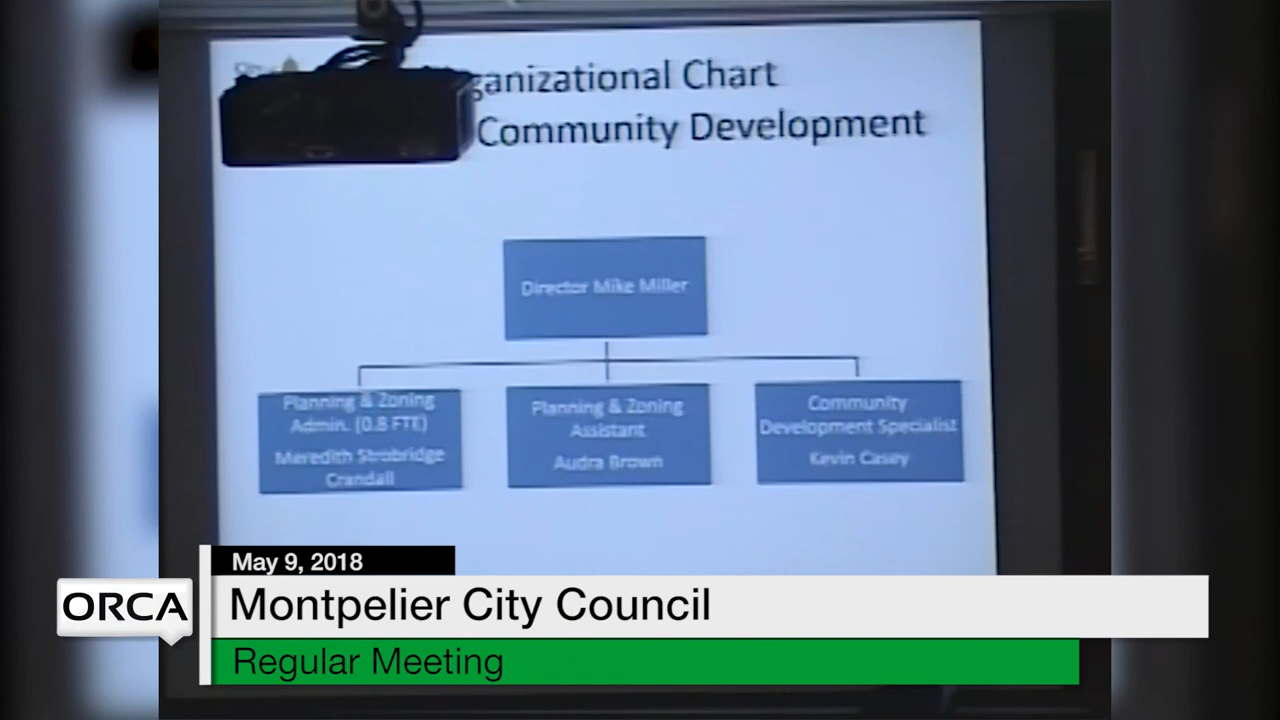 ganizational Chart
Community Development
Director Mike Miller
Planning & Zoning
Admin. (0.8 FTE)
Meredith Strobridge
Crandall
Planning & Zoning
Assistant
Audra Brown
Community
Development Specialist
Kevin Casey
May 9, 2018
ORCA
Montpelier City Council
Regular Meeting